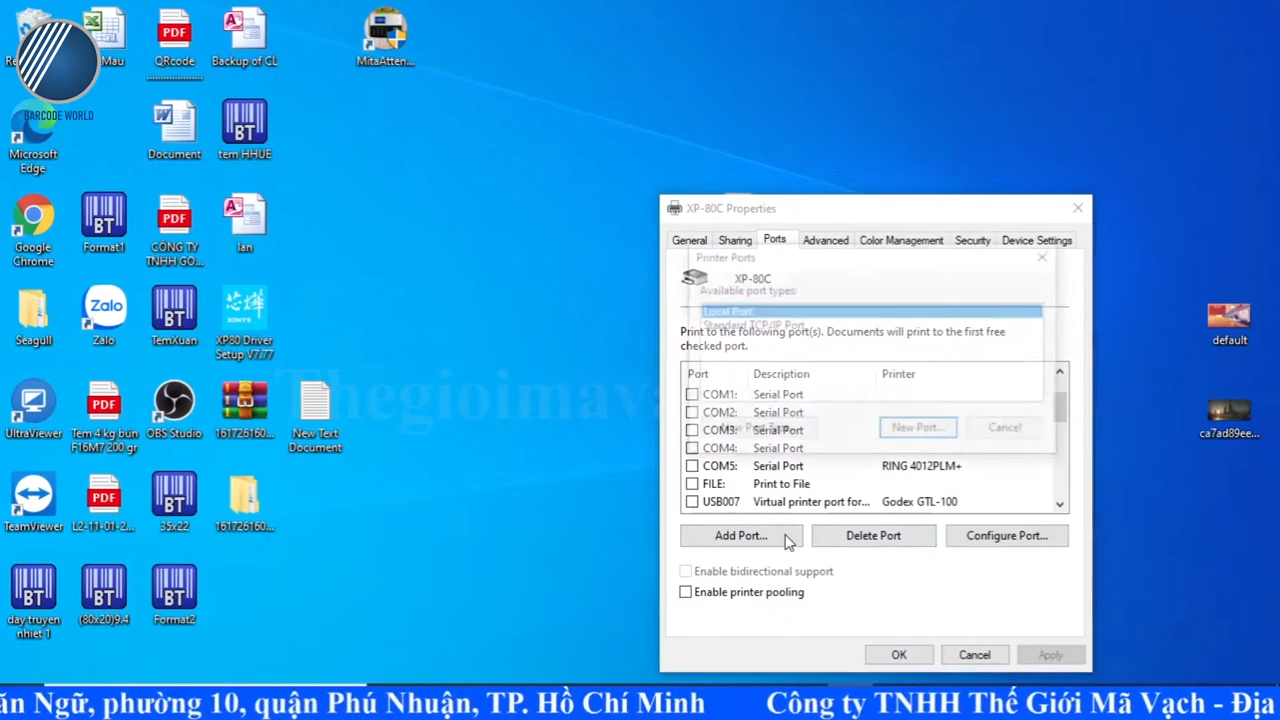 Mau
QRcode
Backup of CL
MitaAtten...
BARCODE WORLD
Microsoft
Edge
Document
tem HHUE
Google
Chrome
Format1
CÔNG TY
TNHH GO...
lan
Seagull
Zalo
TemXuan
XP80 Driver
Setup V7.77
UltraViewer
Tem 4 kg bun
F16M7 200 gr
OBS Studio
161726160...
New Text
Document
TeamViewer
L2-11-01-2...
35x22
161726160...
day truyen
nhiet 1
(80x20)9.4
Format2
default
ca7ad89ee...
Thegioimava
XP-80C Properties
General Sharing Ports Advanced Color Management Security Device Settings
Printer Ports
XP-80C
Available port types:
Local Port
Standard TCP/IP Port
Print to the following port(s). Documents will print to the first free
checked port.
Port Description Printer
COM1: Serial Port
COM2: Serial Port
COM3: Serial Port
New Port... Cancel
COM4: Serial Port
COM5: Serial Port RING 4012PLM+
FILE: Print to File
USB007 Virtual printer port for... Godex GTL-100
Add Port... Delete Port Configure Port...
Enable bidirectional support
Enable printer pooling
OK Cancel Apply
ăn Ngữ, phường 10, quận Phú Nhuận, TP. Hồ Chí Minh Công ty TNHH Thế Giới Mã Vạch - Địa